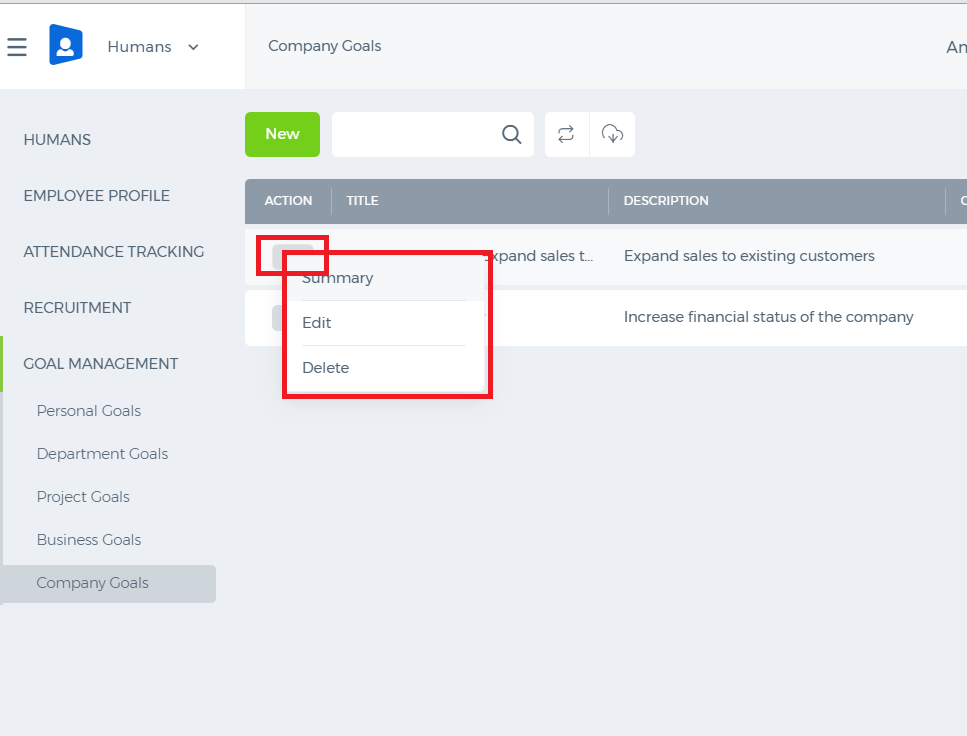 Humans
Company Goals
HUMANS
EMPLOYEE PROFILE
ATTENDANCE TRACKING
RECRUITMENT
GOAL MANAGEMENT
Personal Goals
Department Goals
Project Goals
Business Goals
Company Goals
New
ACTION TITLE DESCRIPTION
sales t... Expand sales to existing customers
Increase financial status of the company
Summary
Edit
Delete